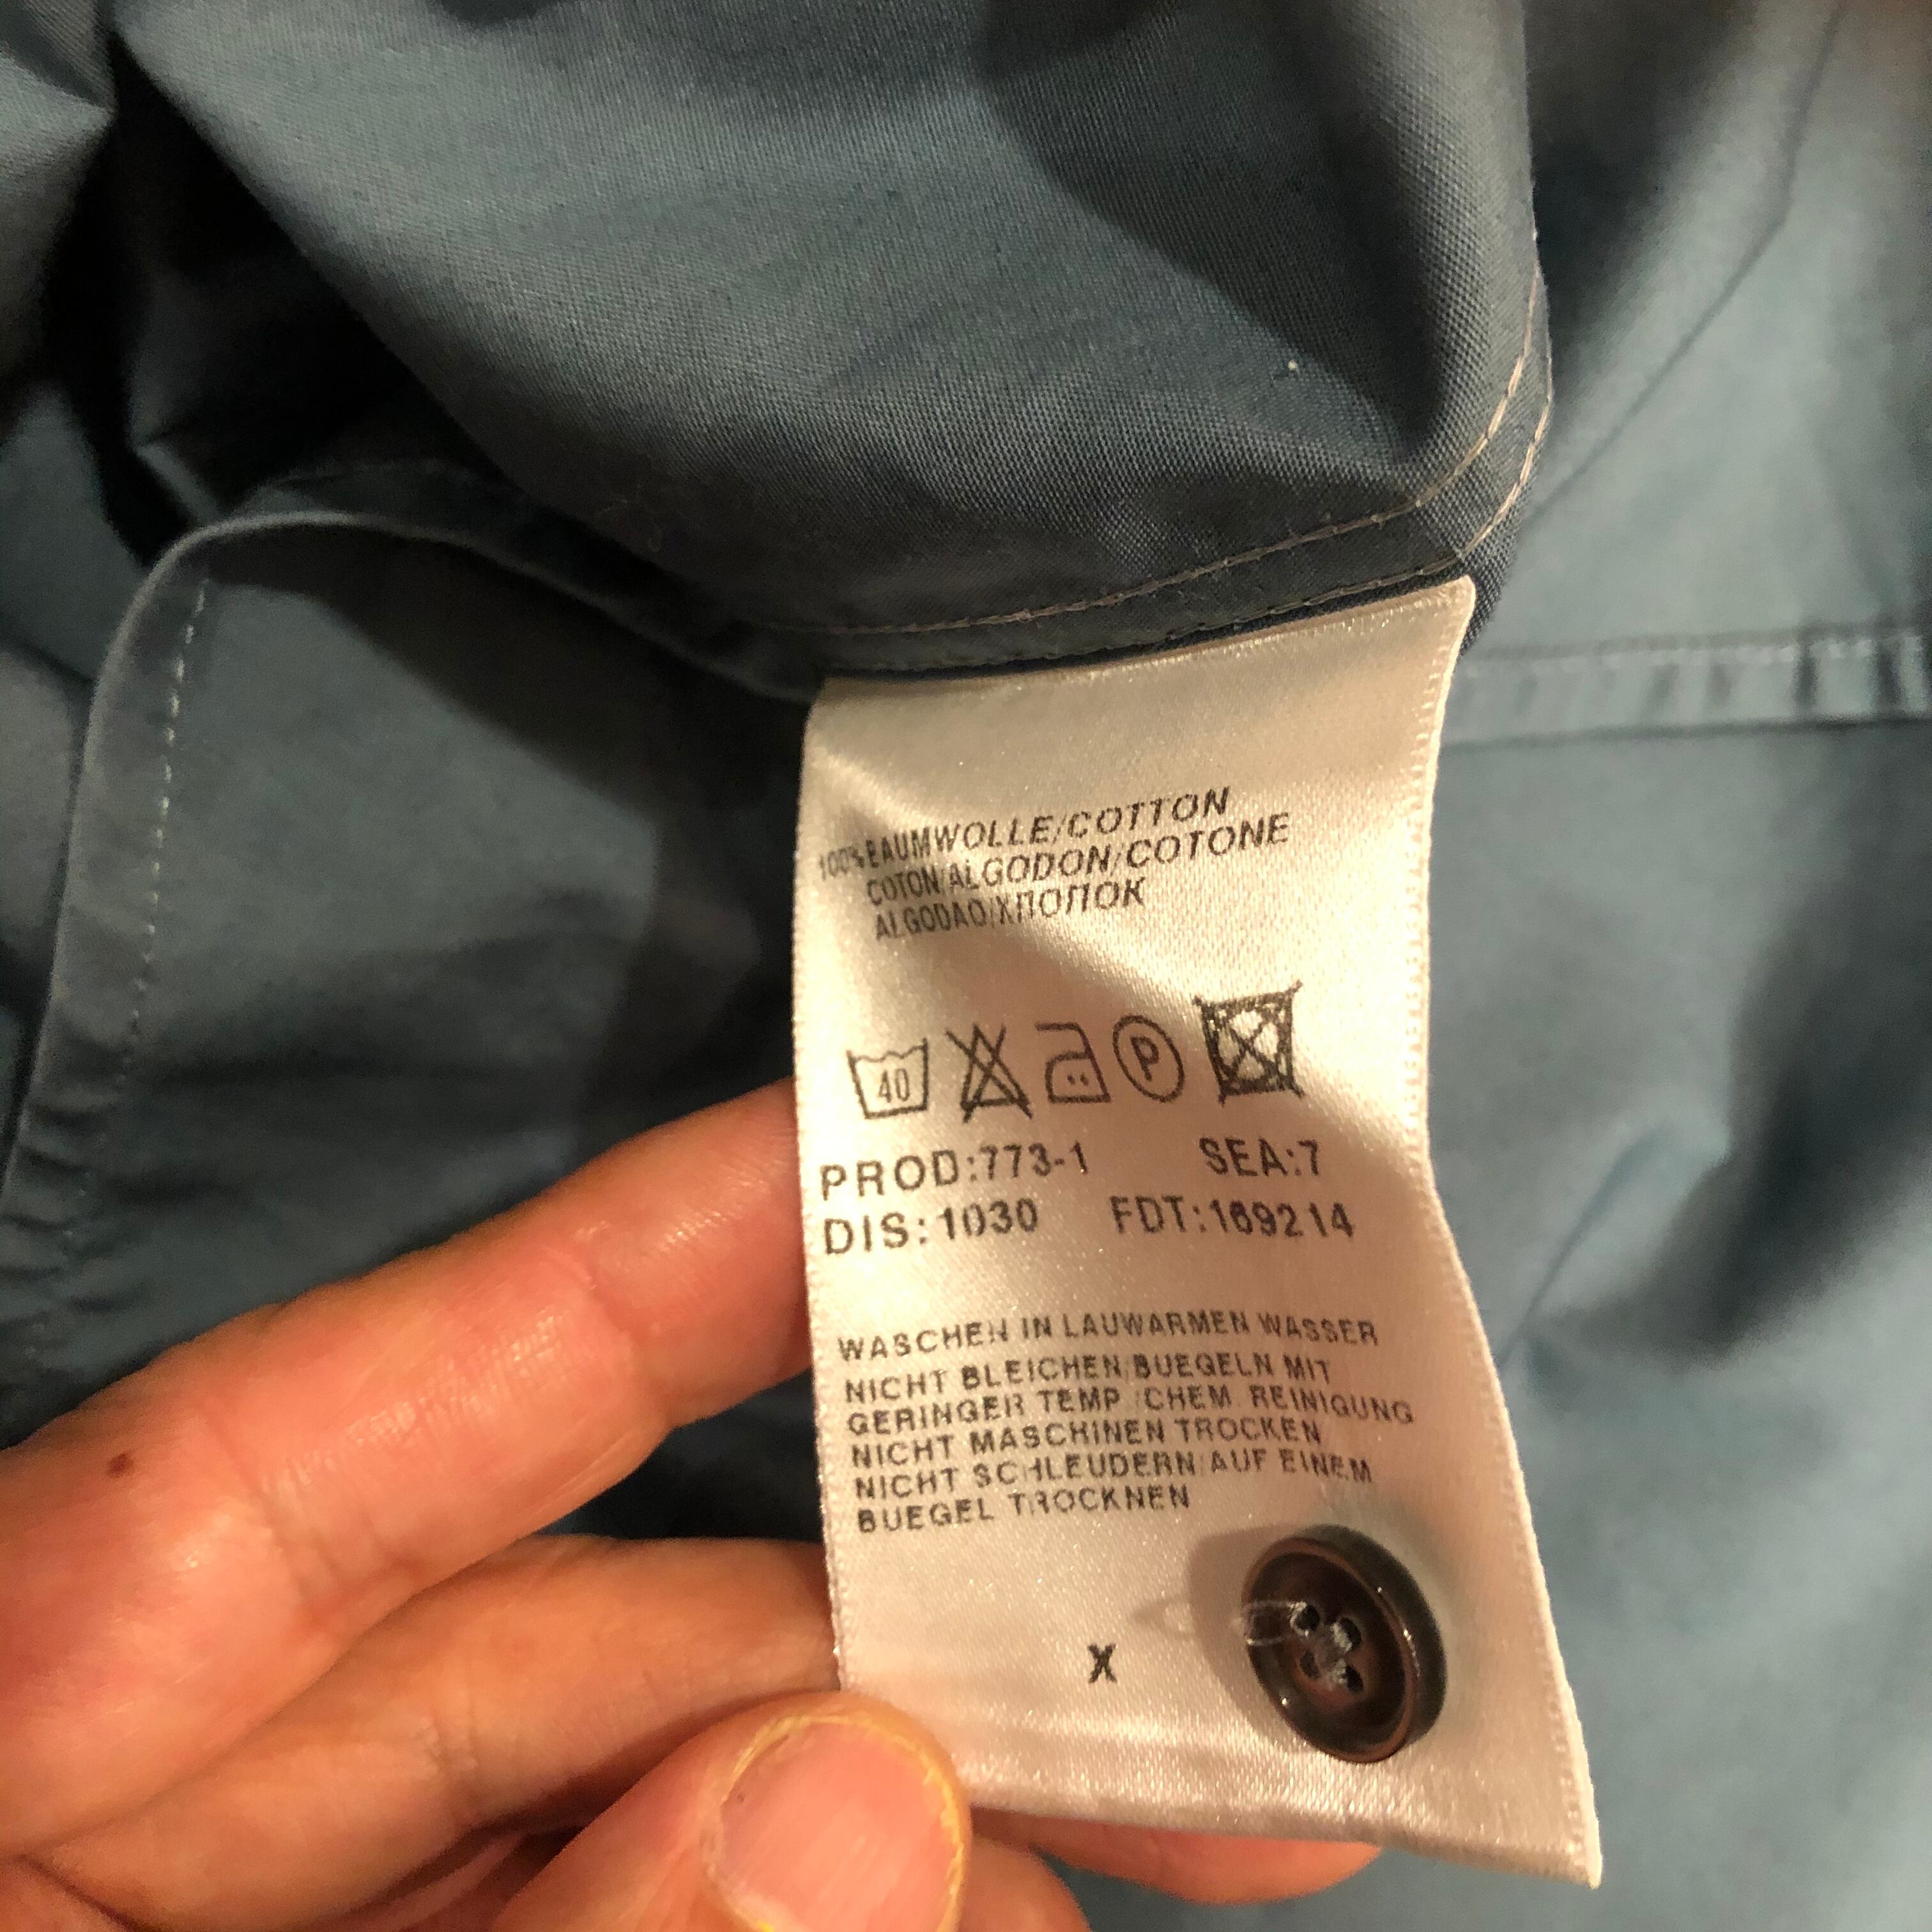 100% BAUMWOLLE/COTTON
COTON/ALGODON/COTONE
ALGODAO/ХЛОПОК
40 P
PROD:773-1 SEA:7
DIS:1030 FDT:169214
WASCHEN IN LAUWARMEN WASSER
NICHT BLEICHEN/BUEGELN MIT
GERINGER TEMP./CHEM. REINIGUNG
NICHT MASCHINEN TROCKEN
NICHT SCHLEUDERN/AUF EINEM
BUEGEL TROCKNEN
X